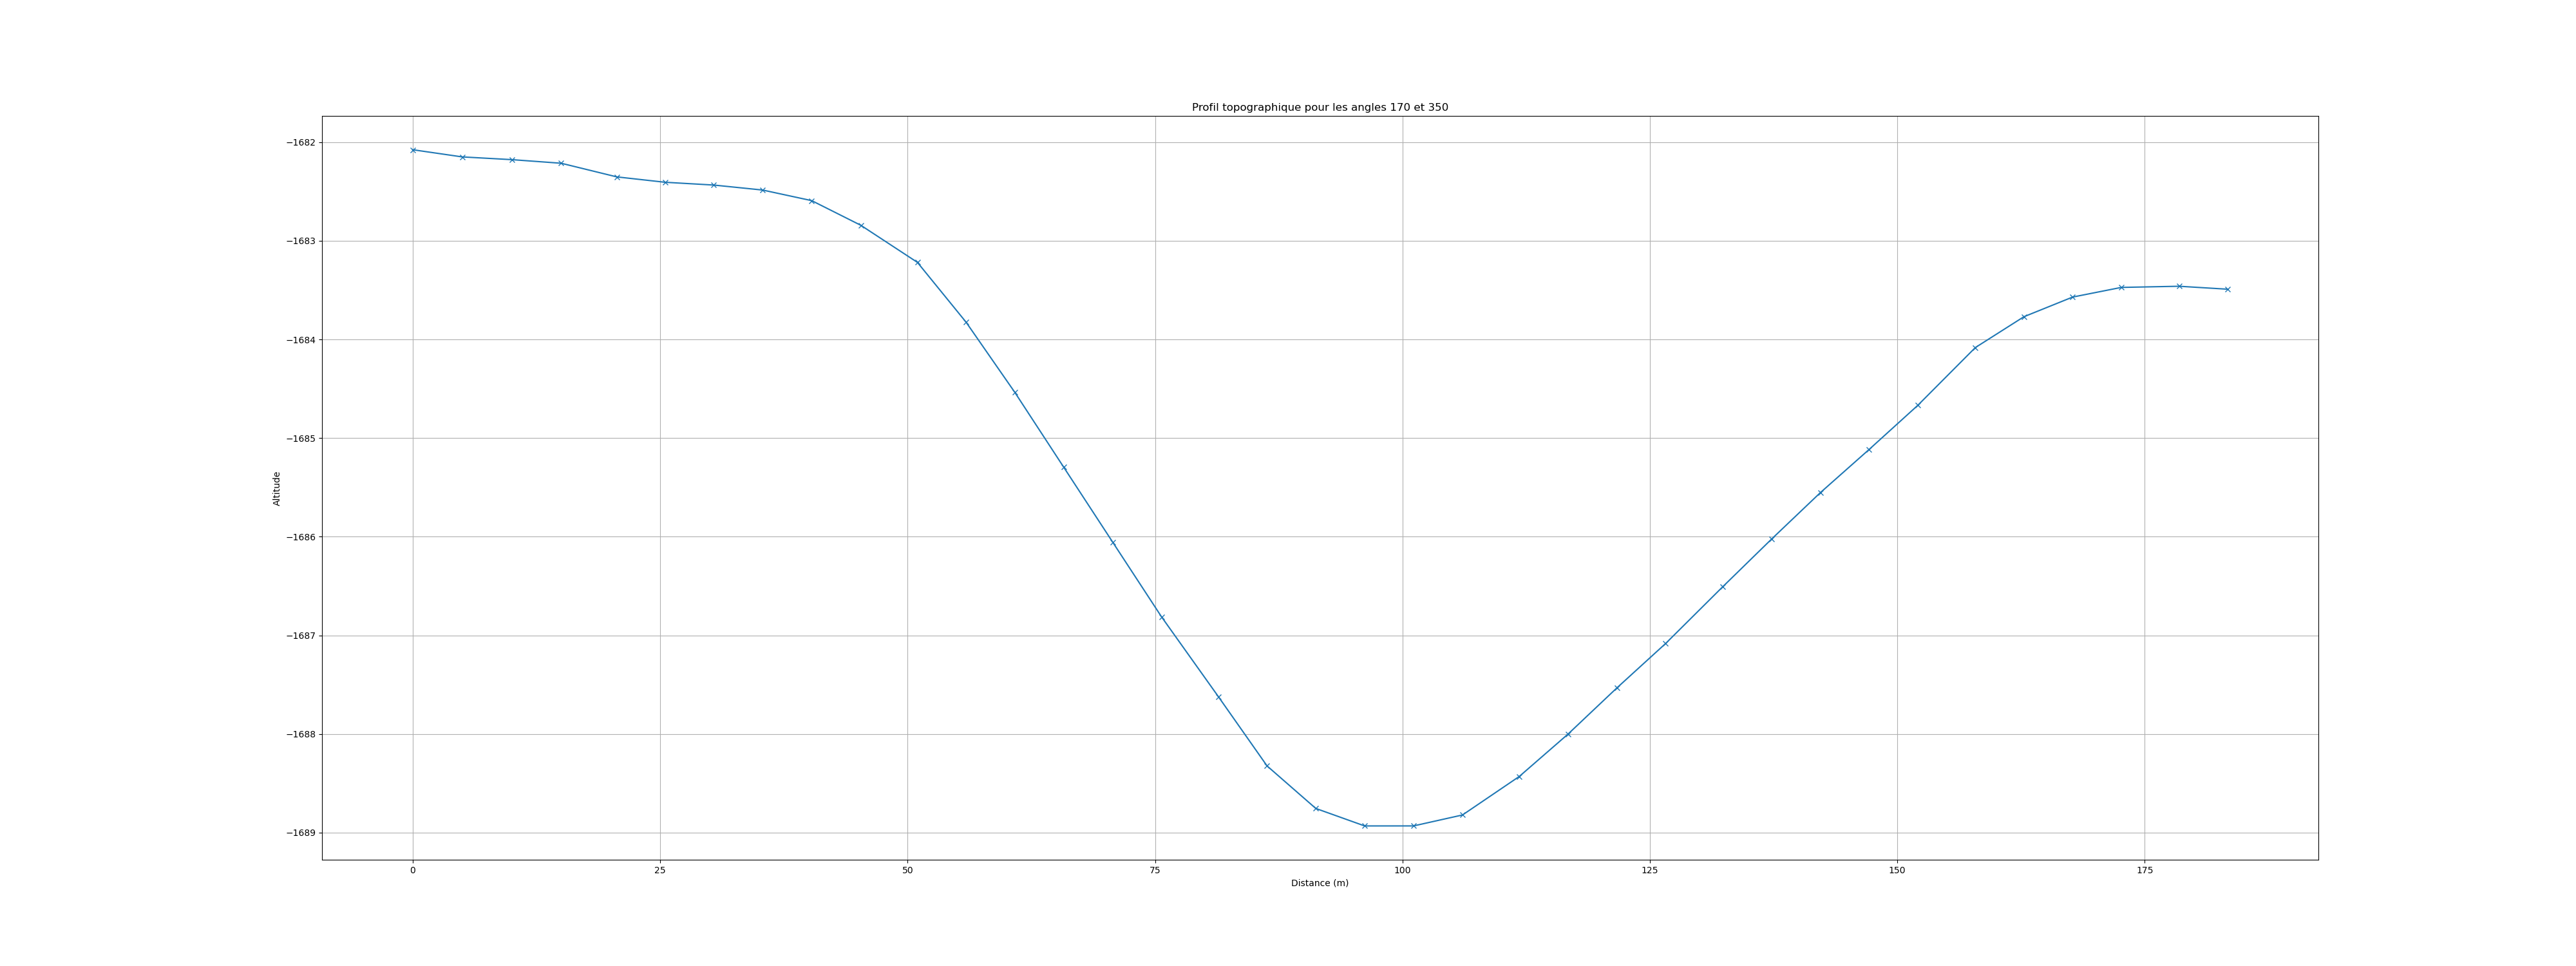 Profil topographique pour les angles 170 et 350
−1682
−1683
−1684
−1685
−1686
−1687
−1688
−1689
Altitude
0 25 50 75 100 125 150 175
Distance (m)